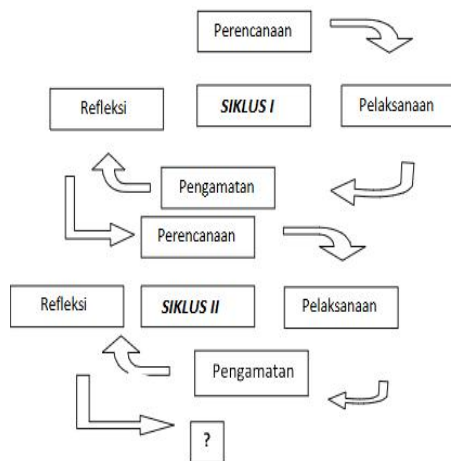 Perencanaan
Refleksi
SIKLUS I
Pelaksanaan
Pengamatan
Perencanaan
Refleksi
SIKLUS II
Pelaksanaan
Pengamatan
?